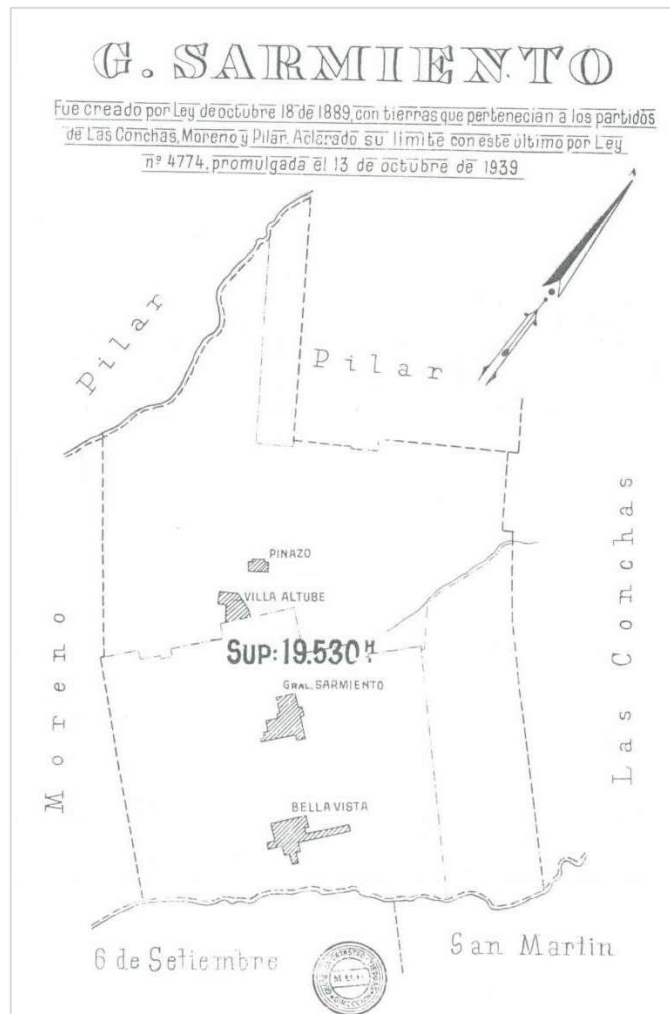 G. SARMIENTO
Fue creado por Ley de octubre 18 de 1889, con tierras que pertenecian a los partidos
de Las Conchas, Moreno y Pilar. Aclarado su limite con este último por Ley
nº 4774, promulgada el 13 de octubre de 1939
Pilar
Pilar
PINAZO
VILLA ALTUBE
SUP: 19.530 H
GRAL. SARMIENTO
BELLA VISTA
Moreno
Las Conchas
6 de Setiembre
San Martin